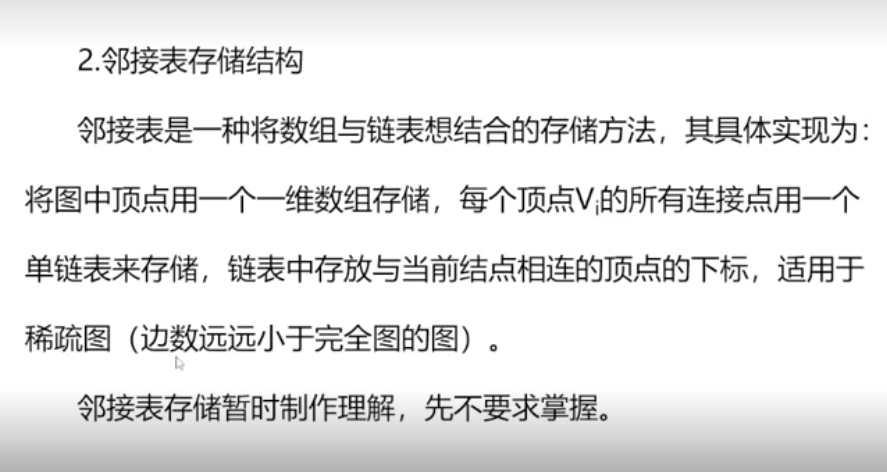 2.邻接表存储结构
邻接表是一种将数组与链表想结合的存储方法，其具体实现为：
将图中顶点用一个一维数组存储，每个顶点Vi的所有连接点用一个
单链表来存储，链表中存放与当前结点相连的顶点的下标，适用于
稀疏图（边数远远小于完全图的图）。
邻接表存储暂时制作理解，先不要求掌握。